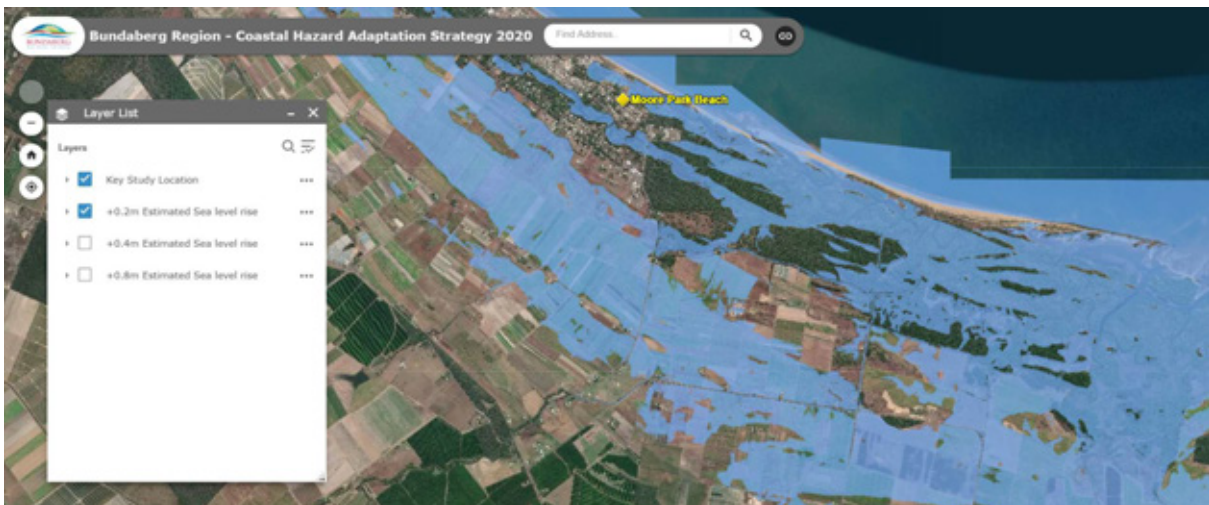 Bundaberg Region - Coastal Hazard Adaptation Strategy 2020
Find Address..
Moore Park Beach
Layer List
Layers
Key Study Location
+0.2m Estimated Sea level rise
+0.4m Estimated Sea level rise
+0.8m Estimated Sea level rise